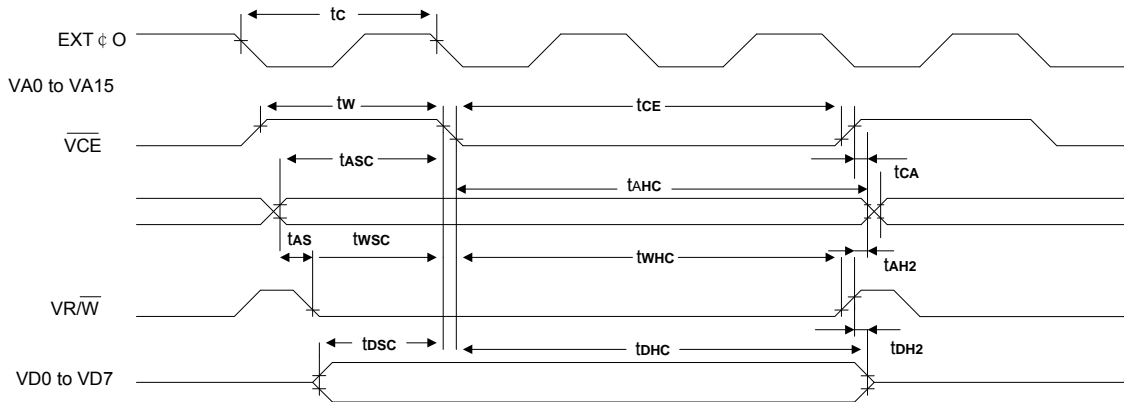 tC
EXT ¢ O
VA0 to VA15
tW
tCE
VCE
tASC
tCA
tAHC
tAS
tWSC
tWHC
tAH2
VR/W
tDSC
tDHC
tDH2
VD0 to VD7